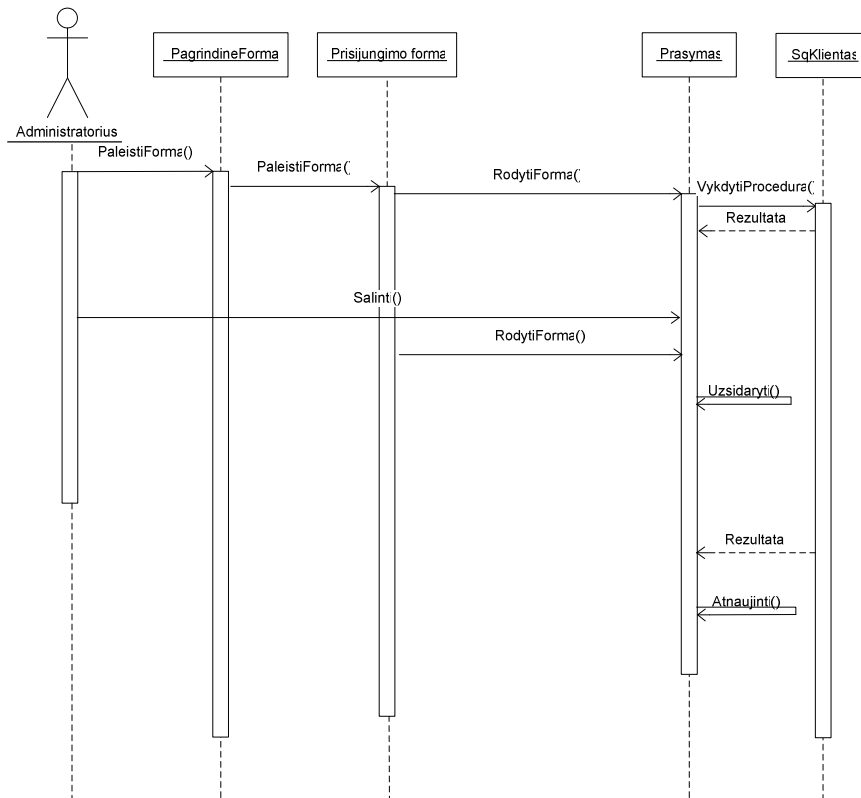 PagrindineForma
Prisijungimo forma
Prasymas
SqKlientas
Administratorius
PaleistiForma()
PaleistiForma()
RodytiForma()
VykdytiProcedura()
Rezultata
Salinti()
RodytiForma()
Uzsidaryti()
Rezultata
Atnaujinti()